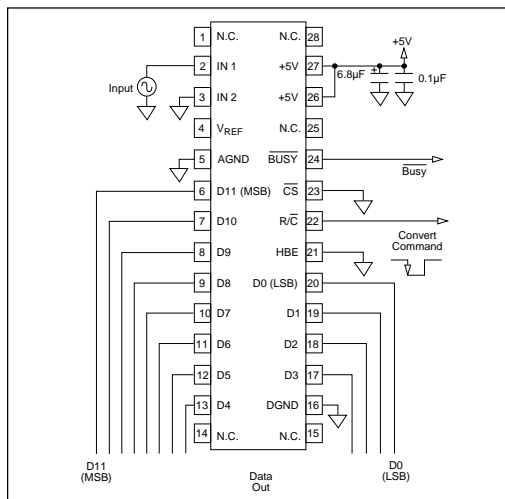 +5V
1 N.C. N.C. 28
2 IN 1 +5V 27
6.8µF + 0.1µF
Input
3 IN 2 +5V 26
4 VREF N.C. 25
5 AGND BUSY 24
Busy
6 D11 (MSB) CS 23
7 D10 R/C 22
Convert
Command
8 D9 HBE 21
9 D8 D0 (LSB) 20
10 D7 D1 19
11 D6 D2 18
12 D5 D3 17
13 D4 DGND 16
14 N.C. N.C. 15
D11
(MSB)
Data
Out
D0
(LSB)